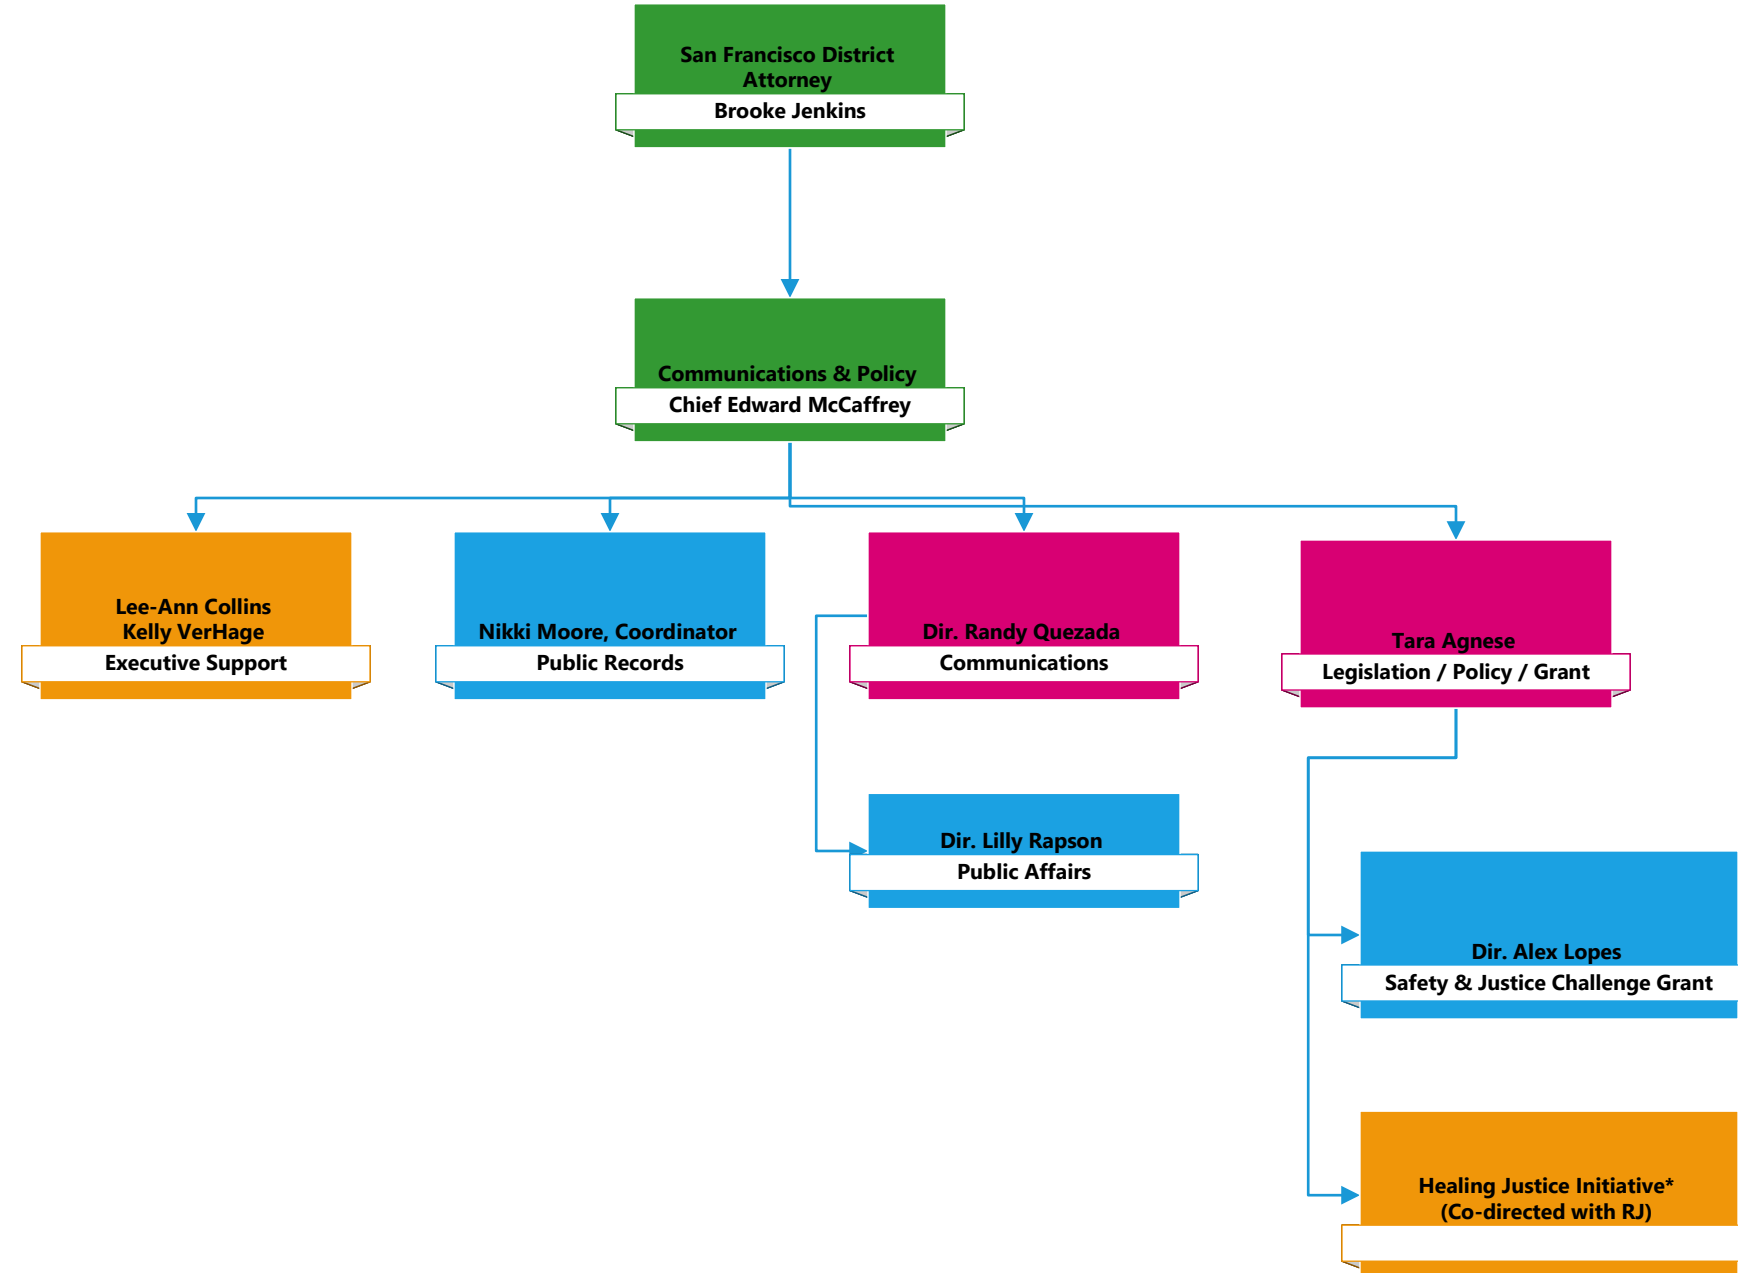 San Francisco District
Attorney
Brooke Jenkins
Communications & Policy
Chief Edward McCaffrey
Lee-Ann Collins
Kelly VerHage
Executive Support
Nikki Moore, Coordinator
Public Records
Dir. Randy Quezada
Communications
Tara Agnese
Legislation / Policy / Grant
Dir. Lilly Rapson
Public Affairs
Dir. Alex Lopes
Safety & Justice Challenge Grant
Healing Justice Initiative*
(Co-directed with RJ)